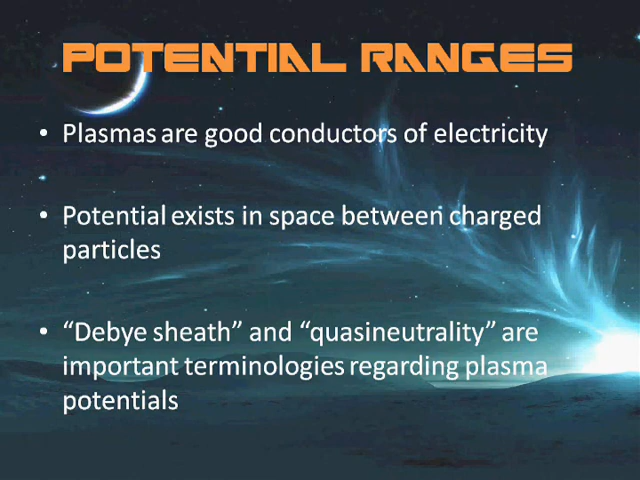 POTENTIAL RANGES
• Plasmas are good conductors of electricity
• Potential exists in space between charged
particles
• “Debye sheath” and “quasineutrality” are
important terminologies regarding plasma
potentials